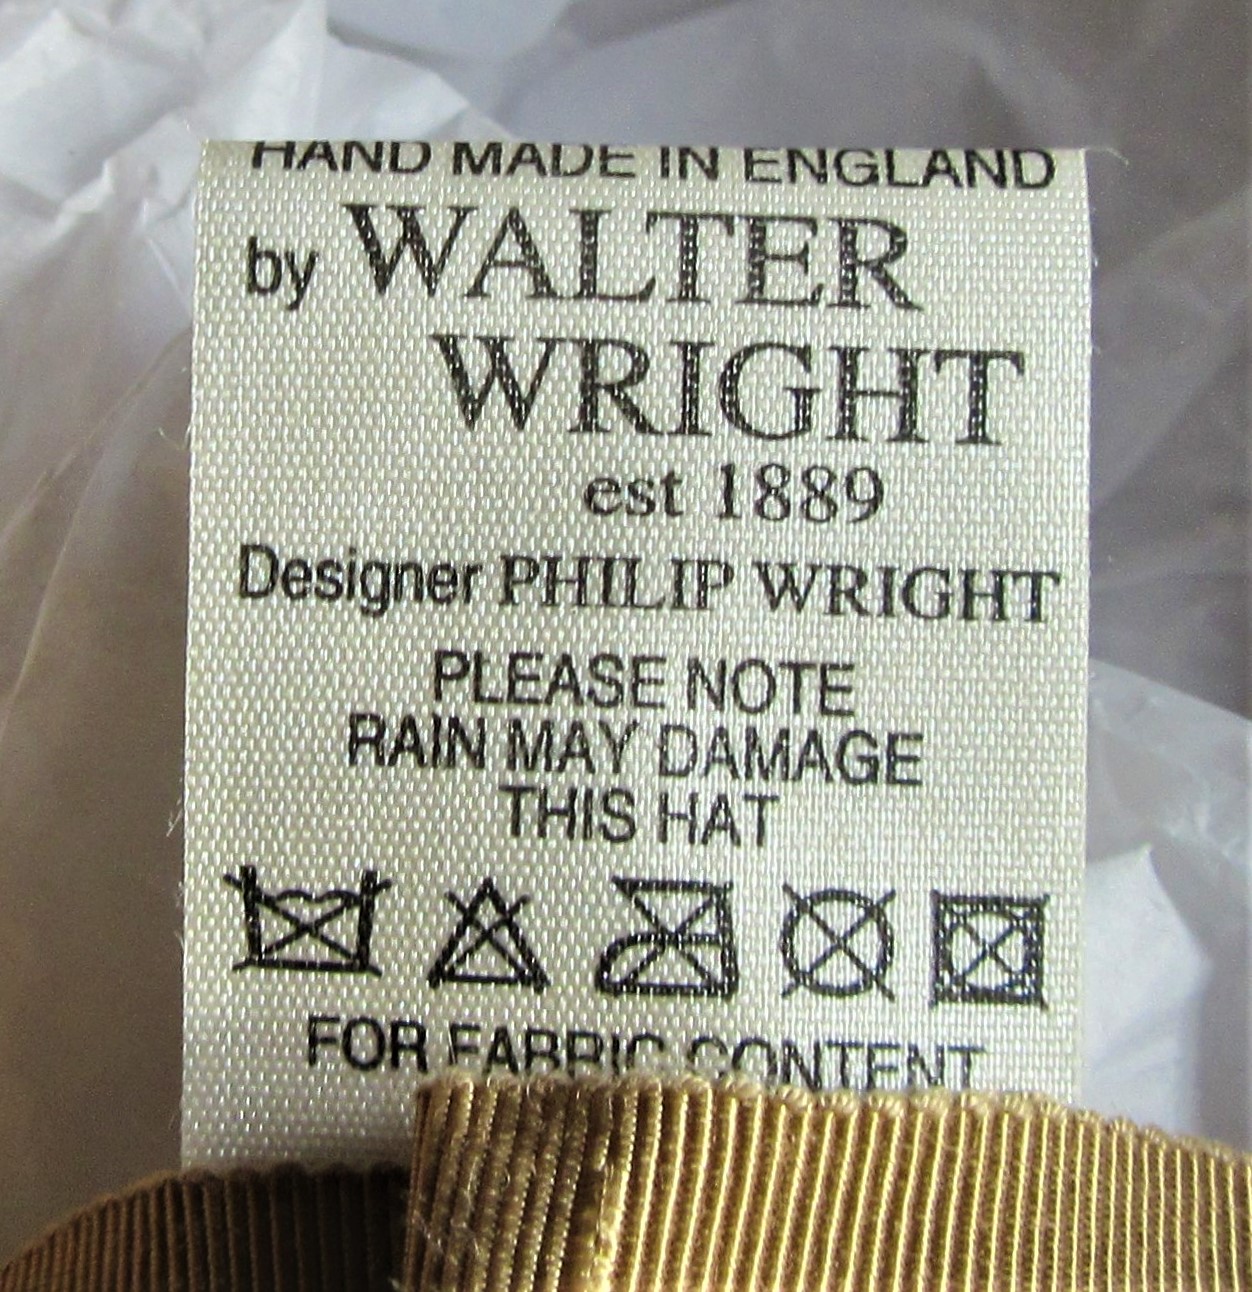 HAND MADE IN ENGLAND
by WALTER
WRIGHT
est 1889
Designer PHILIP WRIGHT
PLEASE NOTE
RAIN MAY DAMAGE
THIS HAT
FOR FABRIC CONTENT